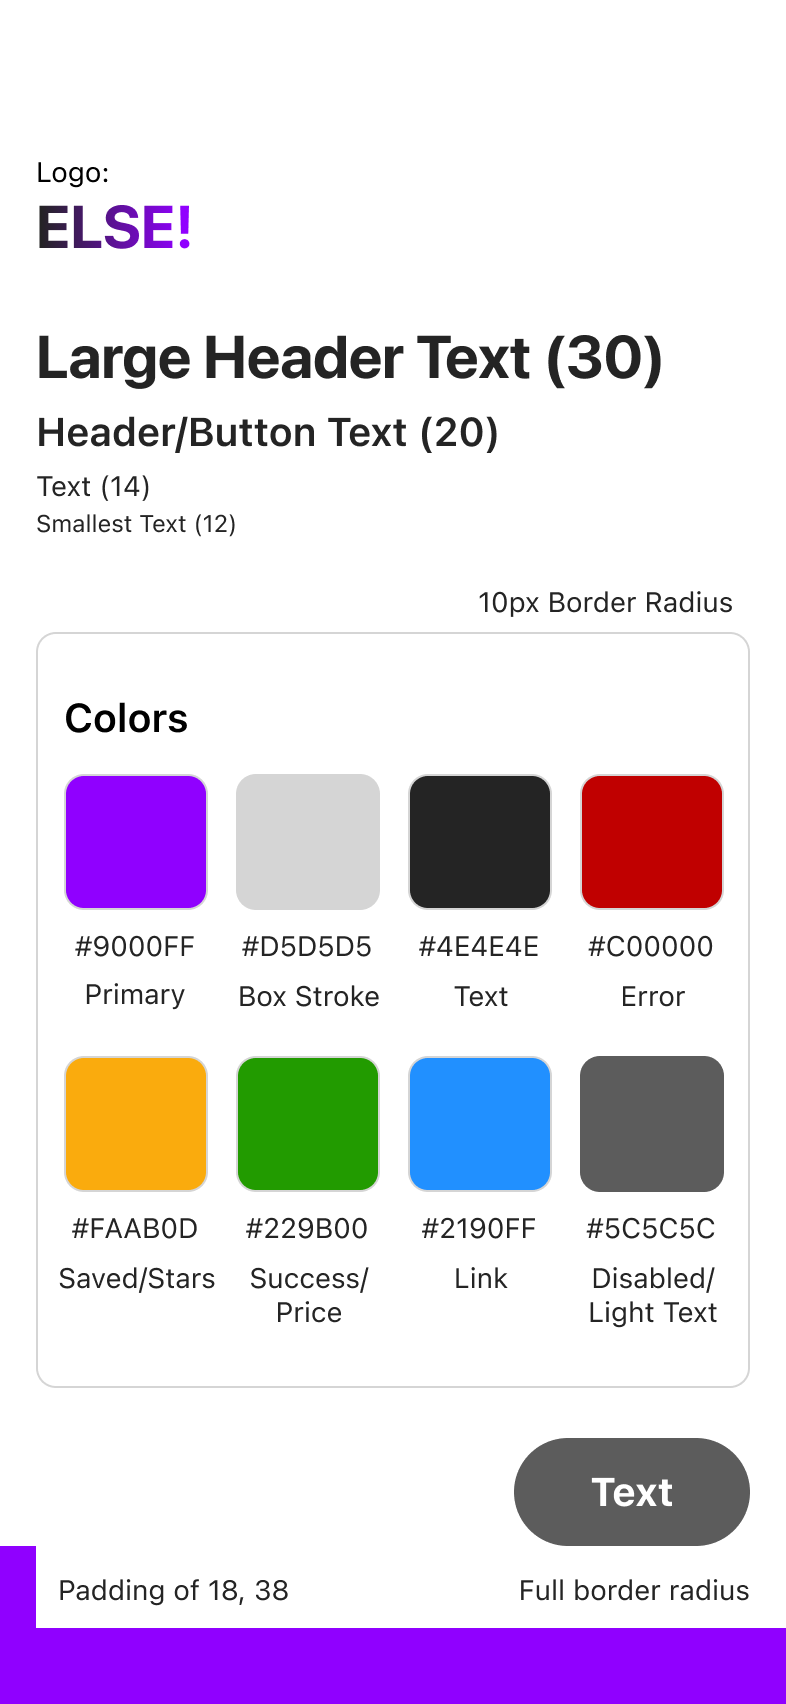 Logo:
ELSE!
Large Header Text (30)
Header/Button Text (20)
Text (14)
Smallest Text (12)
10px Border Radius
Colors
#9000FF
#D5D5D5
#4E4E4E
#C00000
Primary
Box Stroke
Text
Error
#FAAB0D
#229B00
#2190FF
#5C5C5C
Saved/Stars
Success/
Price
Link
Disabled/
Light Text
Text
Padding of 18, 38
Full border radius